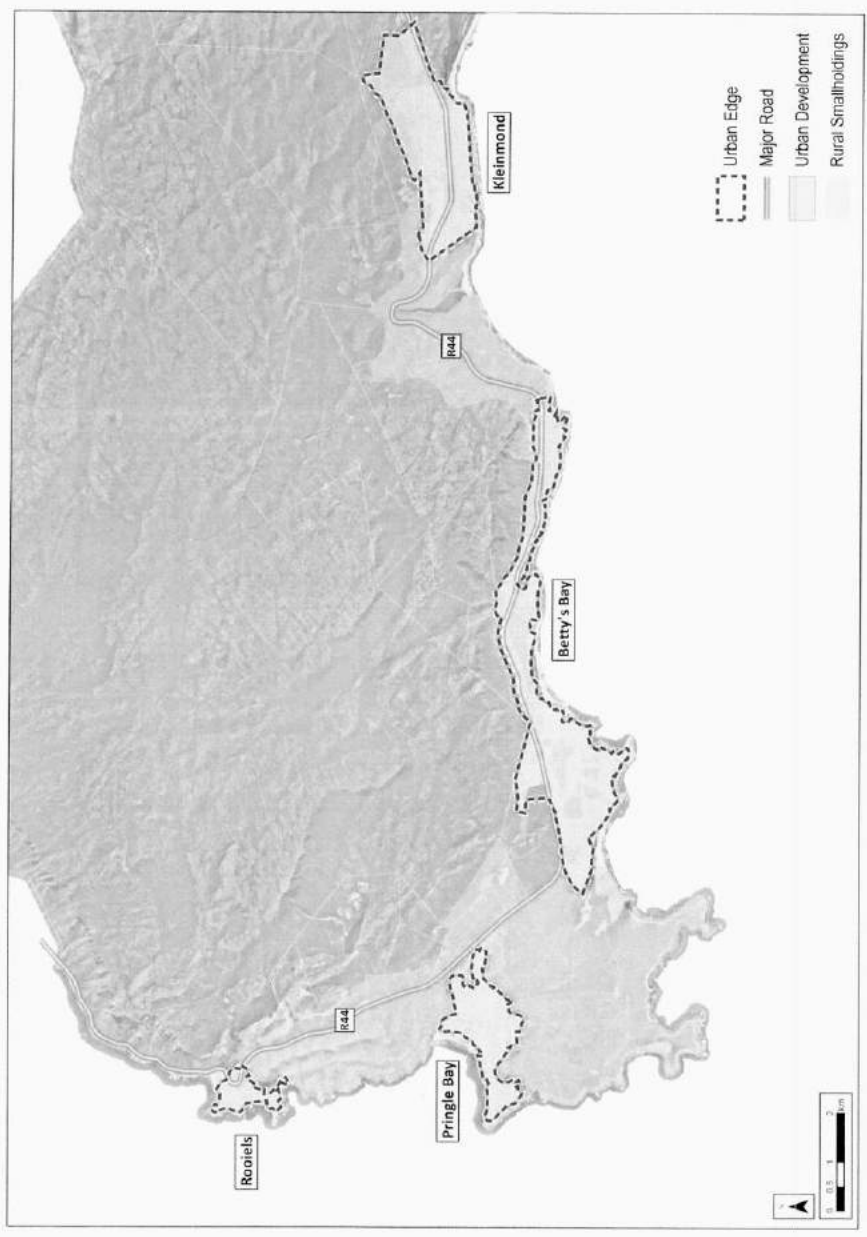 Rooiels
Pringle Bay
Betty's Bay
Kleinmond
R44
R44
Urban Edge
Major Road
Urban Development
Rural Smallholdings
0 0.5 1 2
km